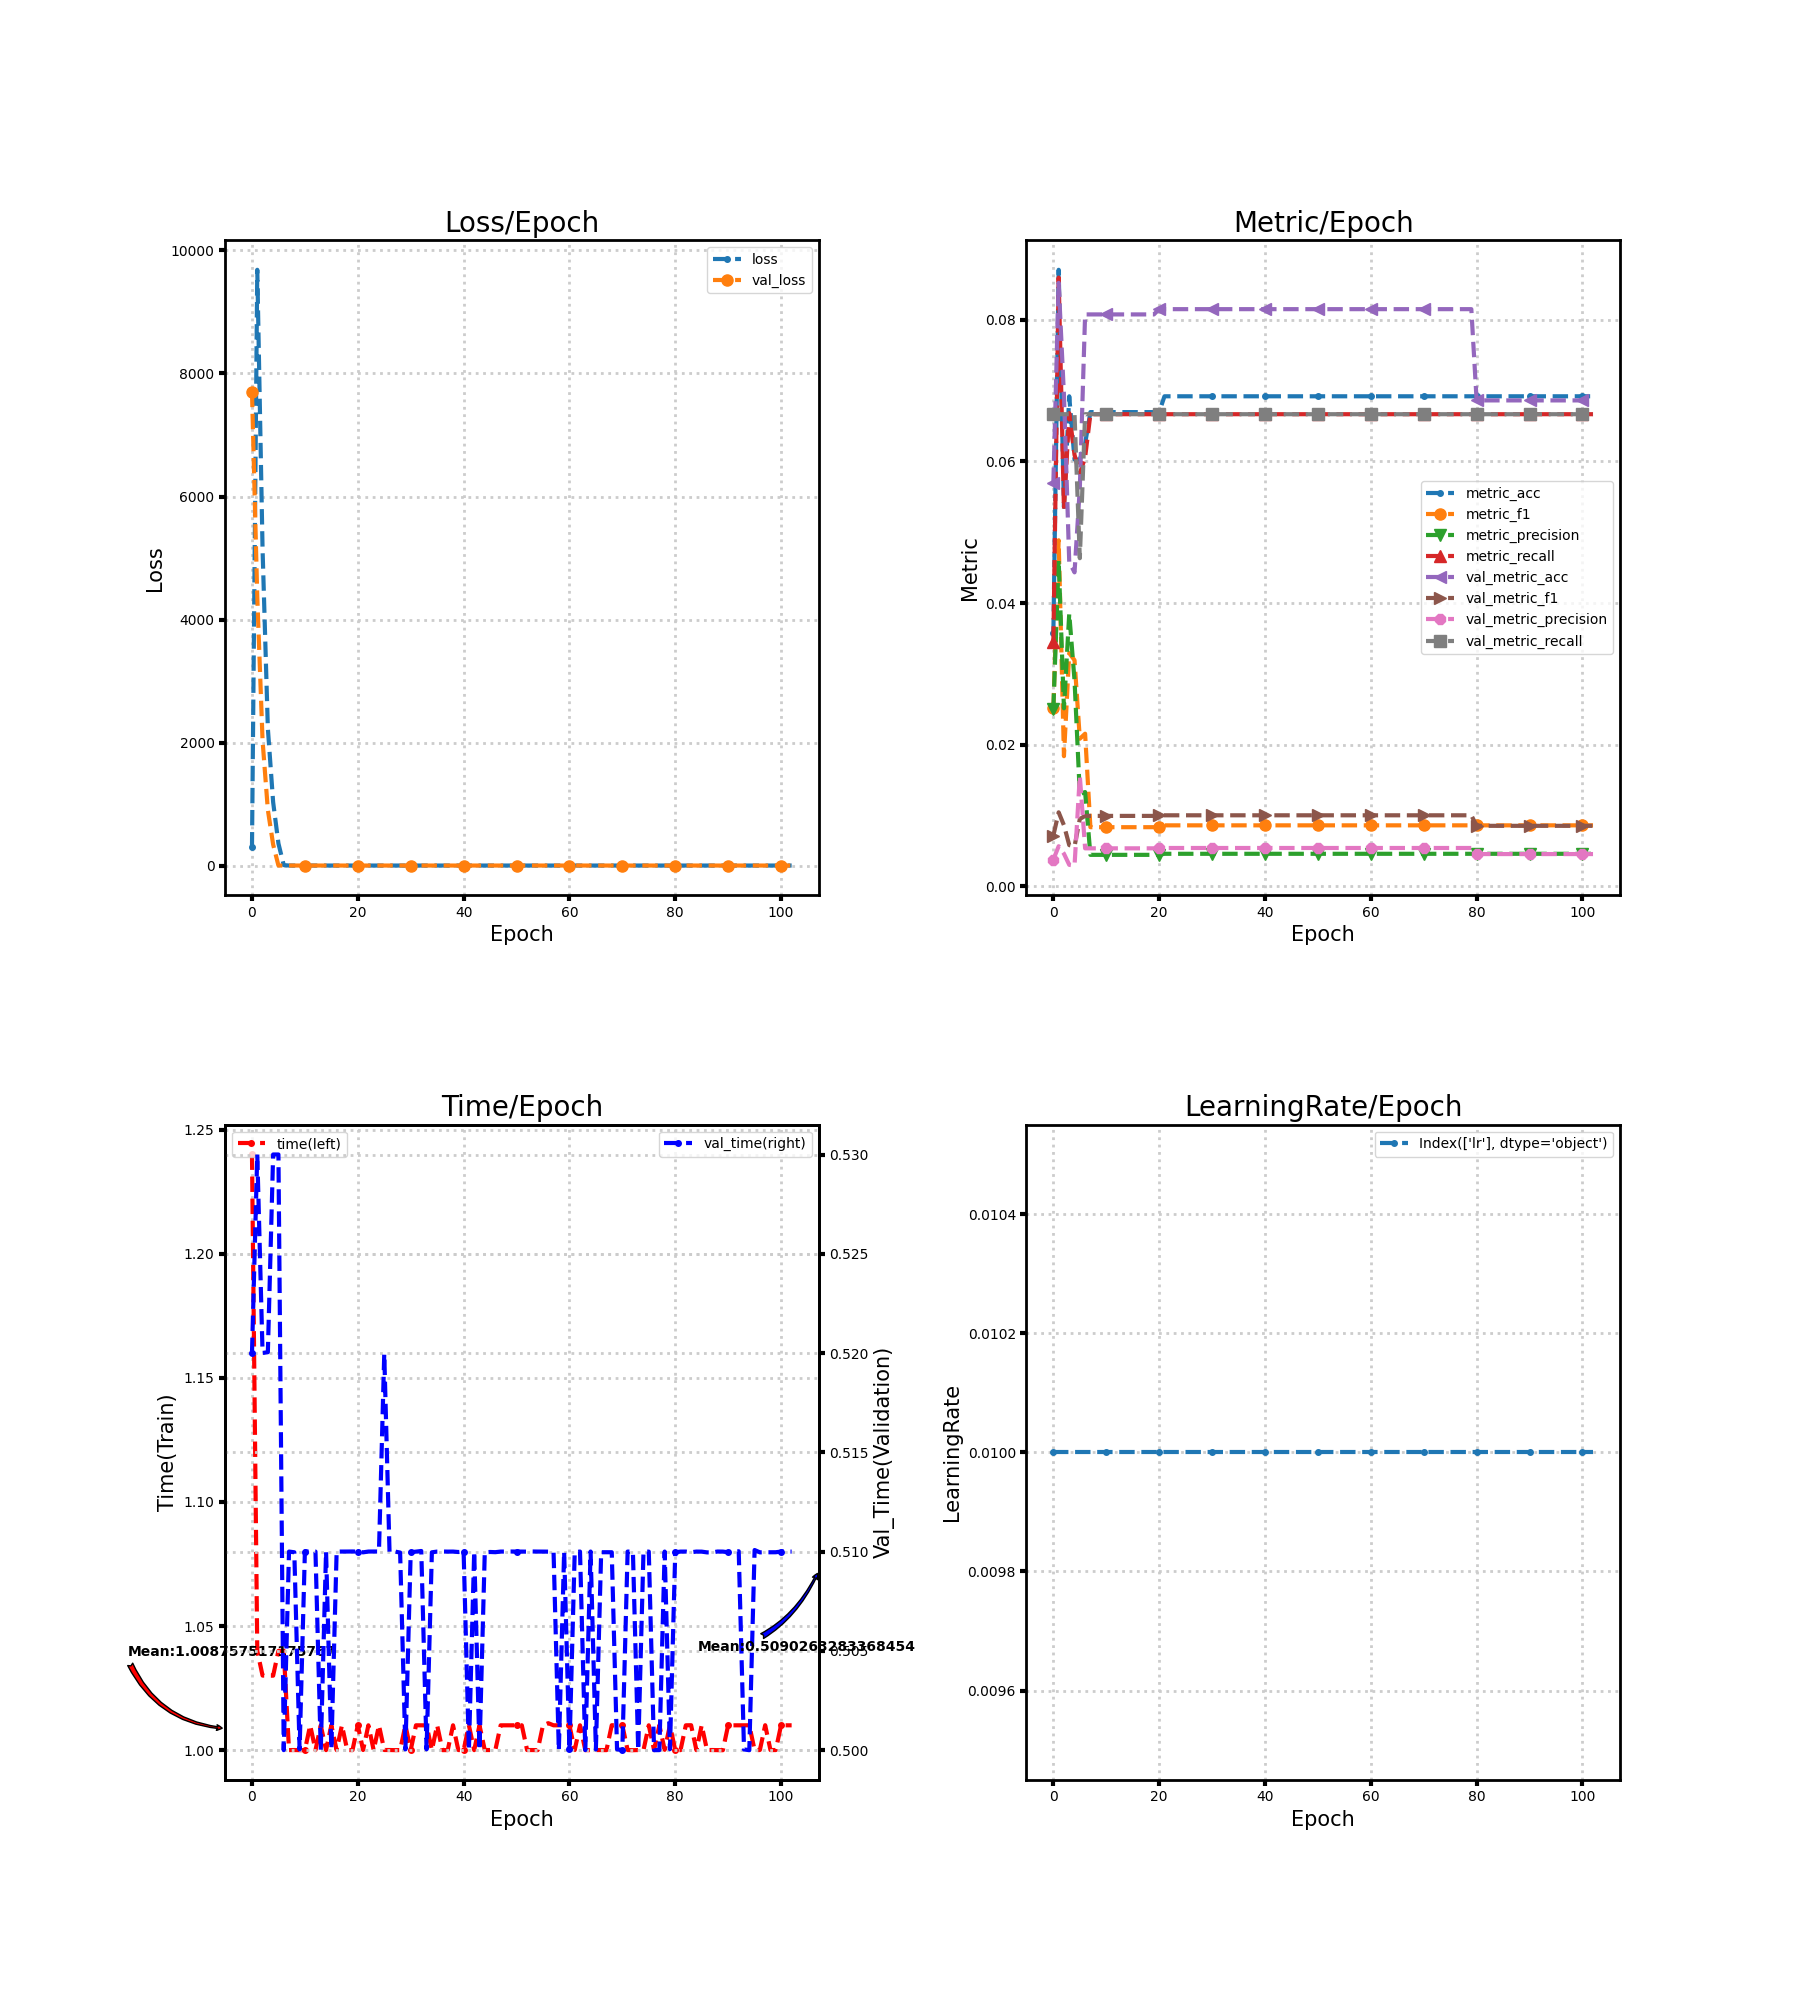 Loss/Epoch
10000
8000
6000
4000
2000
0
Loss
0 20 40 60 80 100
Epoch
loss
val_loss
Metric/Epoch
0.08
0.06
0.04
0.02
0.00
Metric
0 20 40 60 80 100
Epoch
metric_acc
metric_f1
metric_precision
metric_recall
val_metric_acc
val_metric_f1
val_metric_precision
val_metric_recall
Time/Epoch
1.25
1.20
1.15
1.10
1.05
1.00
Time(Train)
time(left)
val_time(right)
0.530
0.525
0.520
0.515
0.510
0.505
0.500
Val_Time(Validation)
Mean:0.5090263283368454
0 20 40 60 80 100
Epoch
LearningRate/Epoch
0.0104
0.0102
0.0100
0.0098
0.0096
LearningRate
Index(['lr'], dtype='object')
0 20 40 60 80 100
Epoch